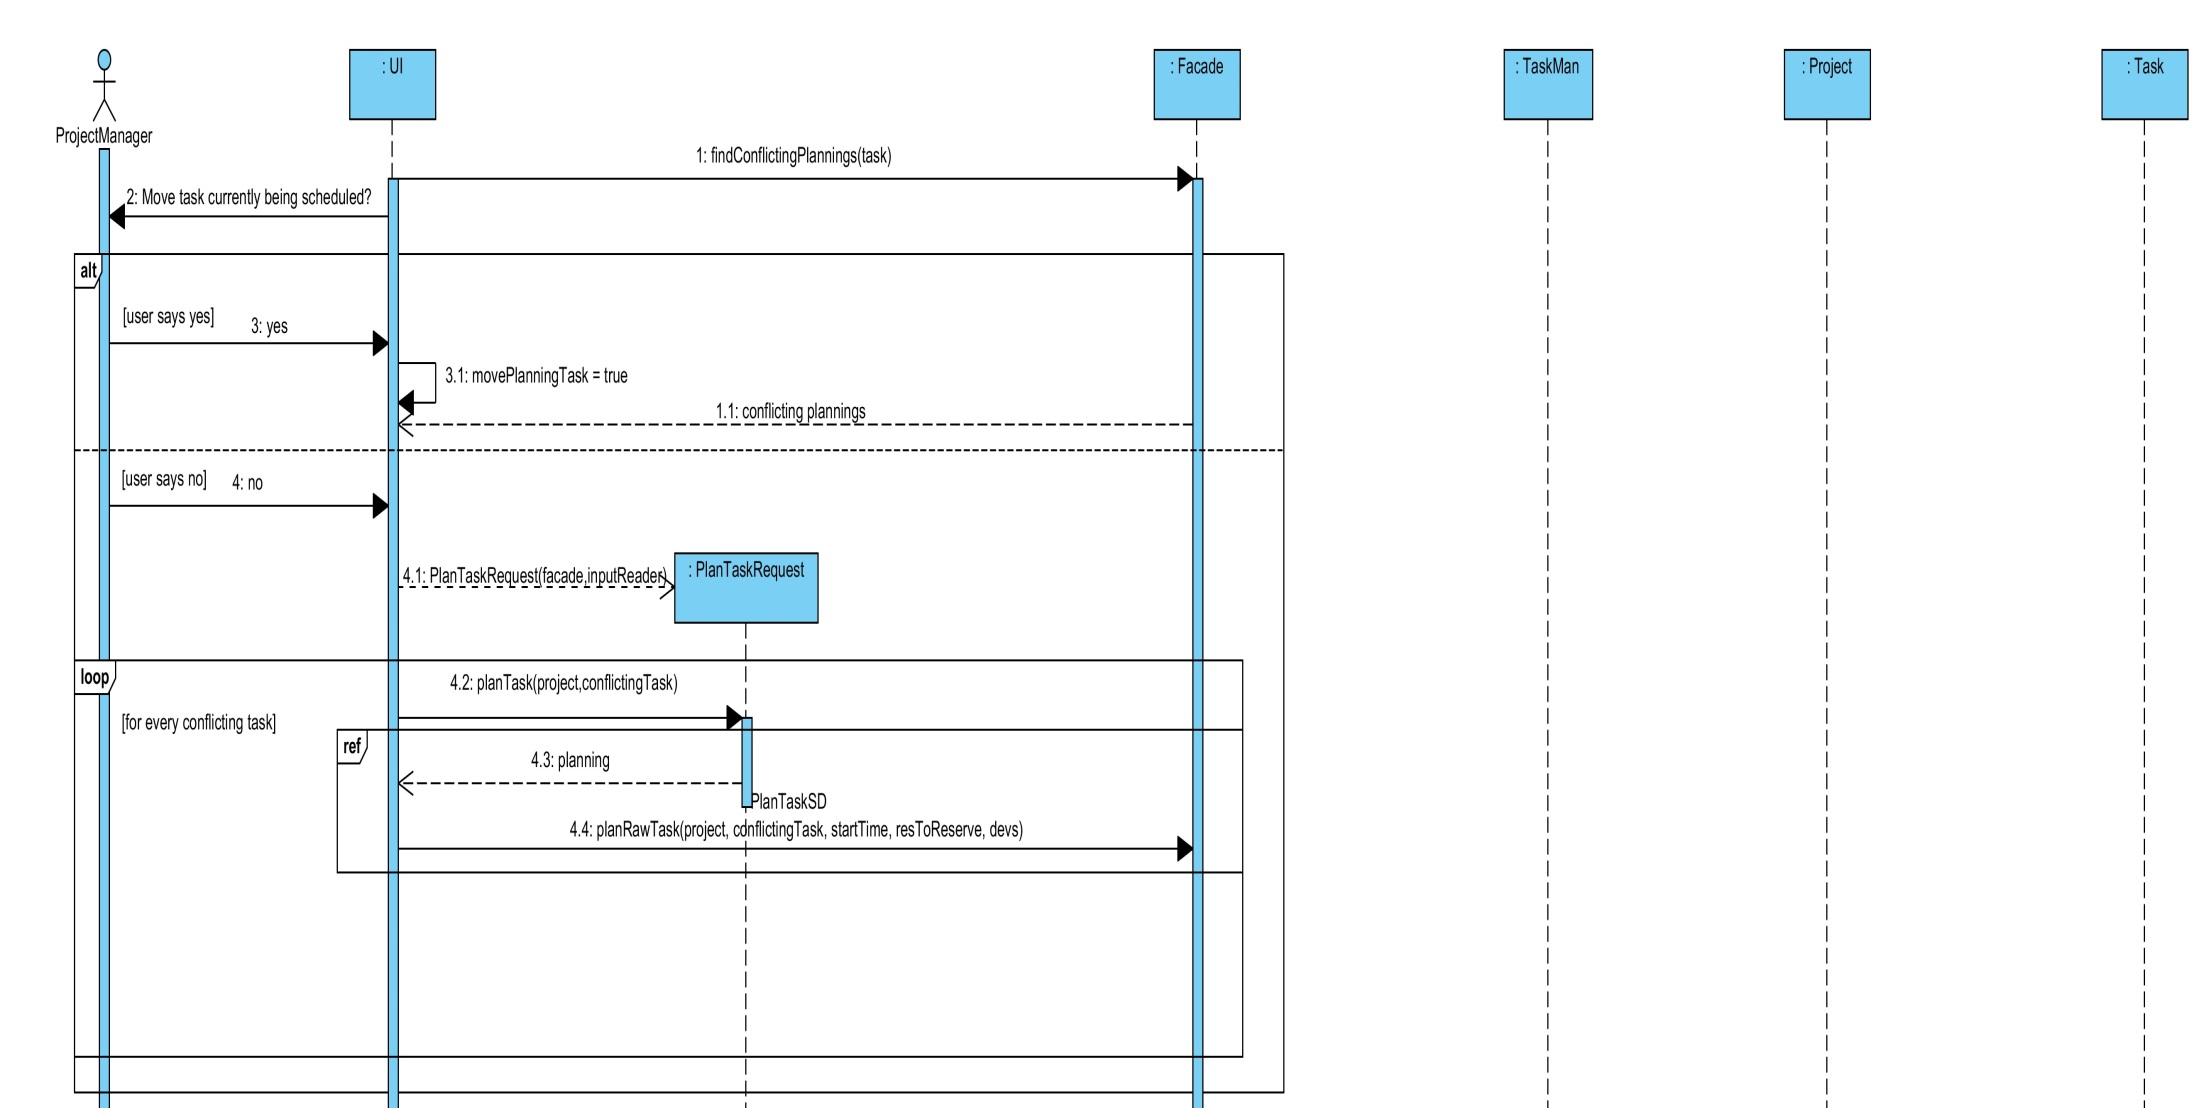 : UI
: Facade
: TaskMan
: Project
: Task
ProjectManager
1: findConflictingPlannings(task)
2: Move task currently being scheduled?
alt
[user says yes]
3: yes
3.1: movePlanningTask = true
1.1: conflicting plannings
[user says no]
4: no
4.1: PlanTaskRequest(facade,inputReader)
: PlanTaskRequest
loop
4.2: planTask(project,conflictingTask)
[for every conflicting task]
ref
4.3: planning
PlanTaskSD
4.4: planRawTask(project, conflictingTask, startTime, resToReserve, devs)